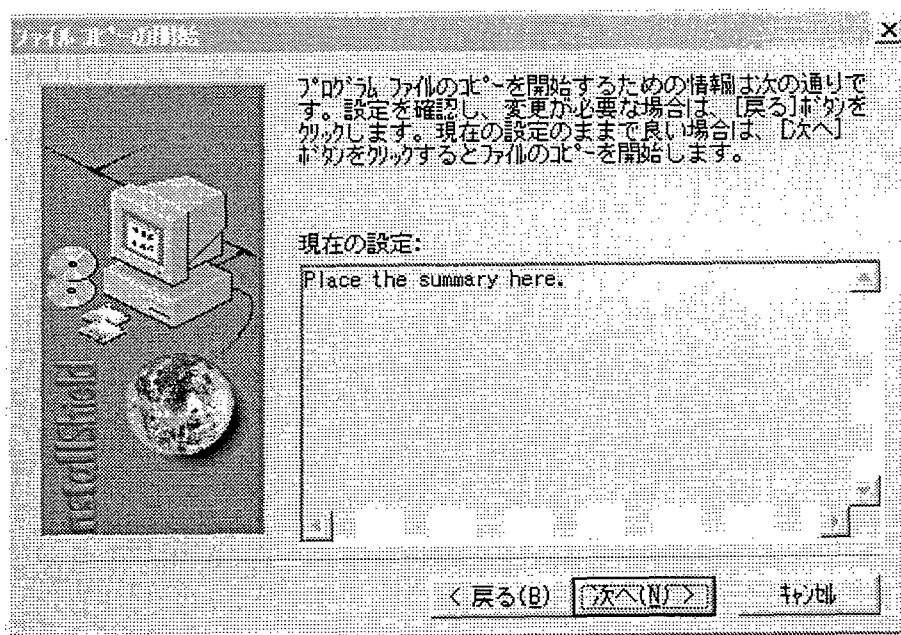 ファイル コピーの開始
プログラム ファイルのコピーを開始するための情報は次の通りで
す。設定を確認し、変更が必要な場合は、[戻る]ボタンを
クリックします。現在の設定のままで良い場合は、[次へ]
ボタンをクリックするとファイルのコピーを開始します。
現在の設定:
Place the summary here.
InstallShield
< 戻る(B)
次へ(N) >
キャンセル